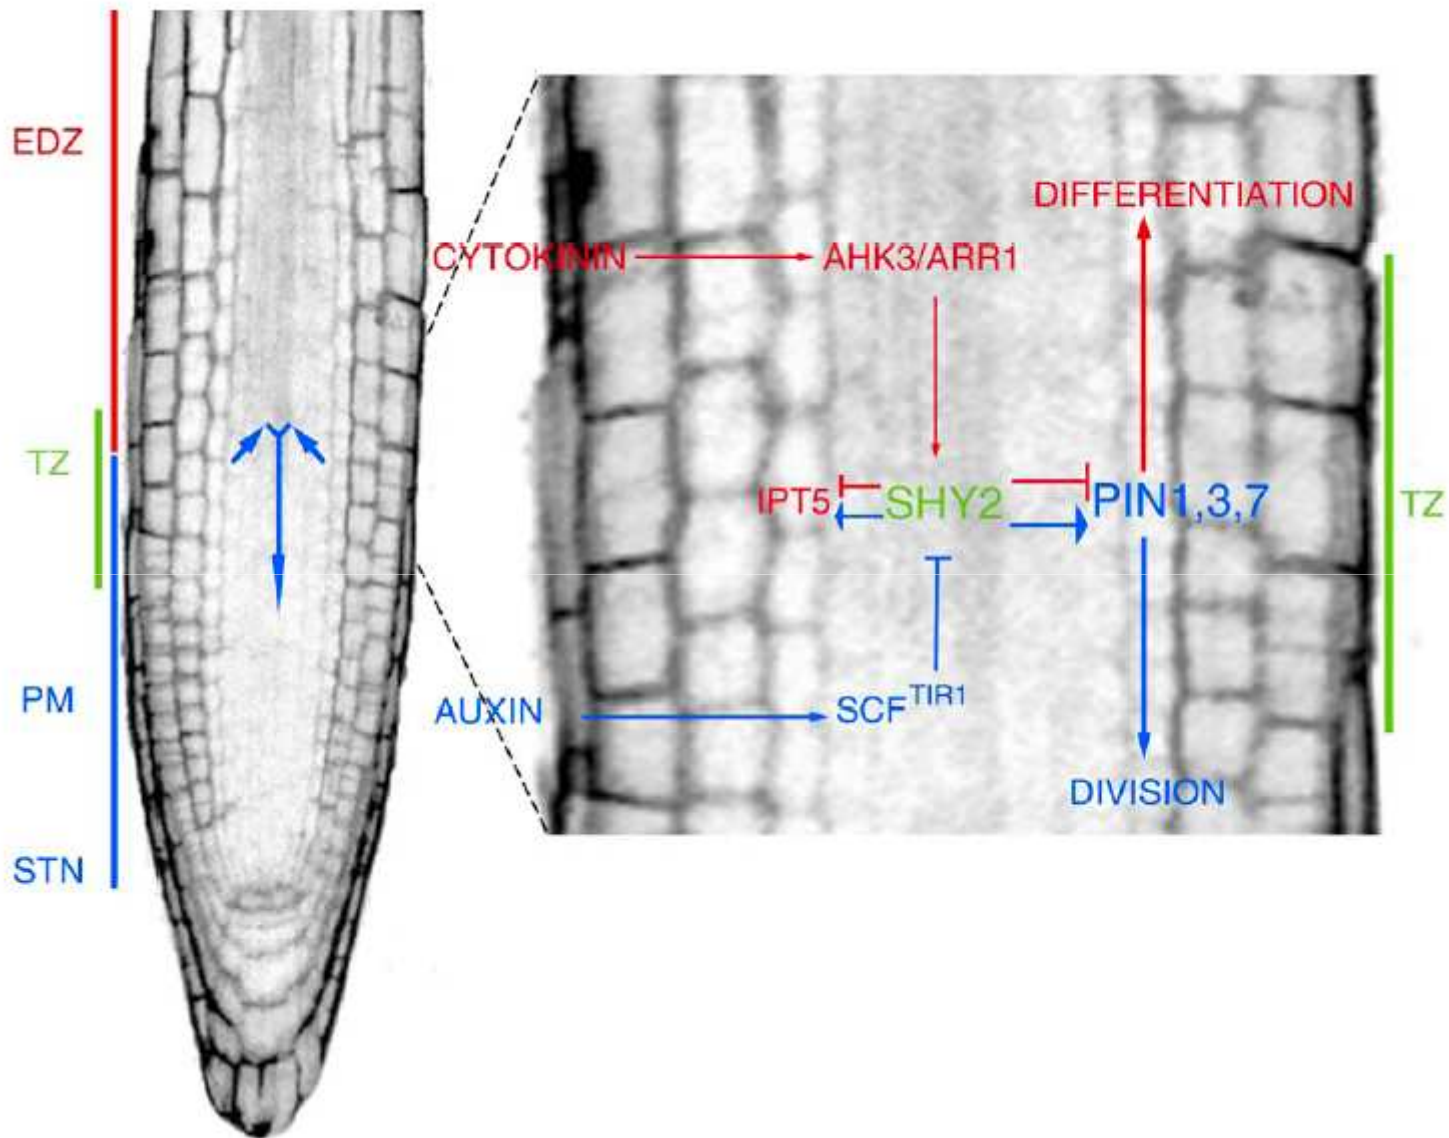 EDZ
TZ
PM
STN
DIFFERENTIATION
CYTOKININ
AHK3/ARR1
IPT5
SHY2
PIN1,3,7
TZ
AUXIN
SCF^TIR1
DIVISION